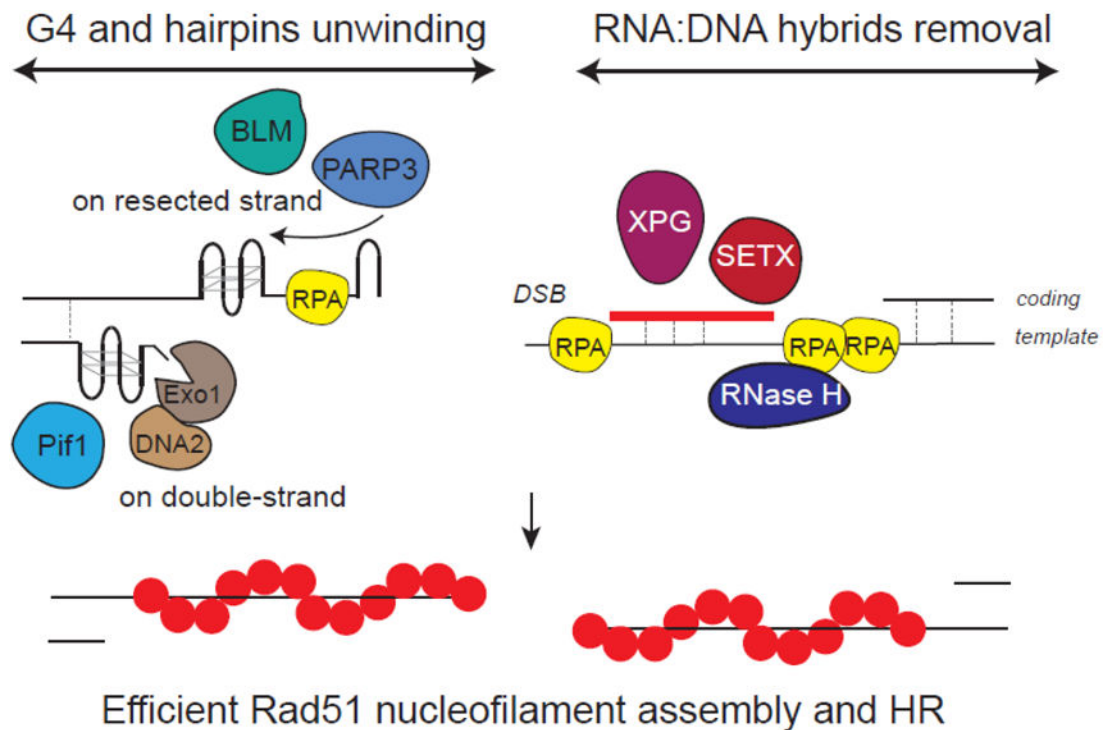 G4 and hairpins unwinding
RNA:DNA hybrids removal
BLM
PARP3
on resected strand
XPG
SETX
RPA
DSB
coding
RPA
RPA
RPA
template
Exo1
RNase H
Pif1
DNA2
on double-strand
Efficient Rad51 nucleofilament assembly and HR